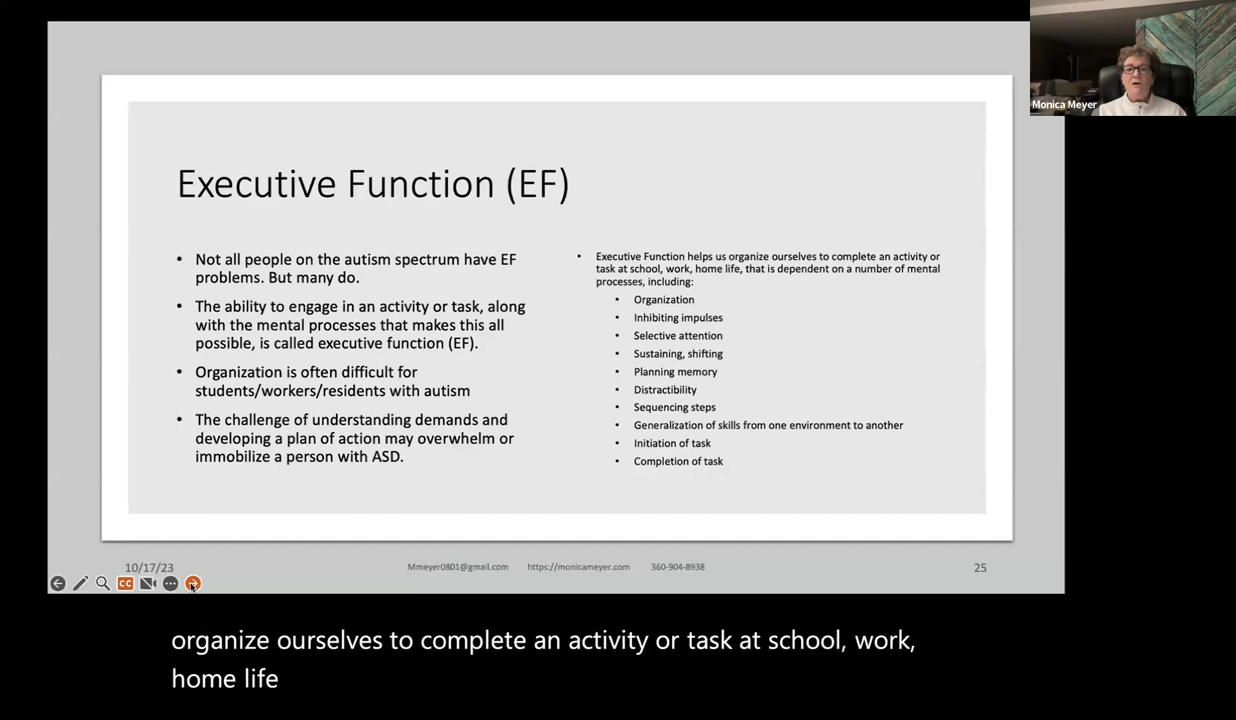 Monica Meyer
Executive Function (EF)
• Not all people on the autism spectrum have EF
problems. But many do.
• The ability to engage in an activity or task, along
with the mental processes that makes this all
possible, is called executive function (EF).
• Organization is often difficult for
students/workers/residents with autism
• The challenge of understanding demands and
developing a plan of action may overwhelm or
immobilize a person with ASD.
• Executive Function helps us organize ourselves to complete an activity or
task at school, work, home life, that is dependent on a number of mental
processes, including:
• Organization
• Inhibiting impulses
• Selective attention
• Sustaining, shifting
• Planning memory
• Distractibility
• Sequencing steps
• Generalization of skills from one environment to another
• Initiation of task
• Completion of task
10/17/23
Mmeyer0801@gmail.com https://monicameyer.com 360-904-8938
25
CC
organize ourselves to complete an activity or task at school, work,
home life